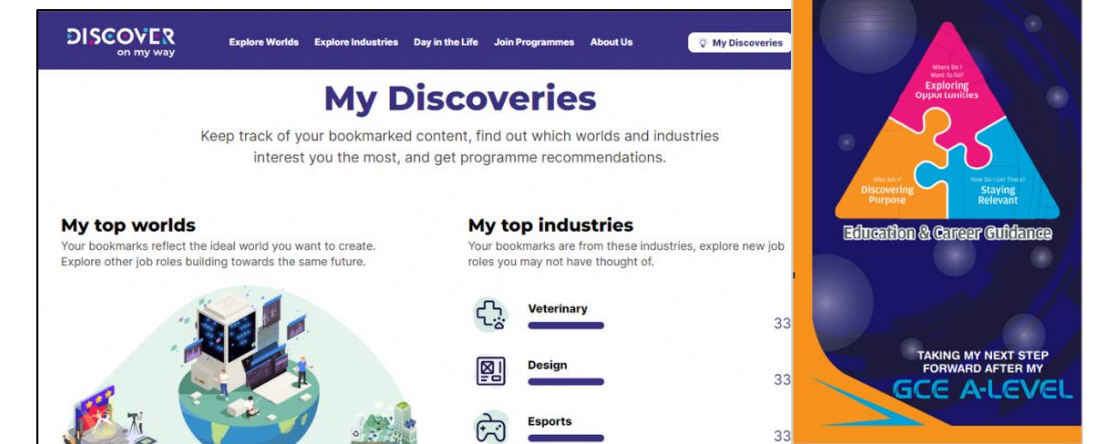 DISCOVER
on my way
Explore Worlds Explore Industries Day in the Life Join Programmes About Us
My Discoveries
My Discoveries
Keep track of your bookmarked content, find out which worlds and industries
interest you the most, and get programme recommendations.
My top worlds
Your bookmarks reflect the ideal world you want to create.
Explore other job roles building towards the same future.
My top industries
Your bookmarks are from these industries, explore new job
roles you may not have thought of.
Veterinary
33
Design
33
Esports
33
Where Do I
Want To Go?
Exploring
Opportunities
Who Am I?
Discovering
Purpose
How Do I Get There?
Staying
Relevant
Education & Career Guidance
TAKING MY NEXT STEP
FORWARD AFTER MY
GCE A-LEVEL